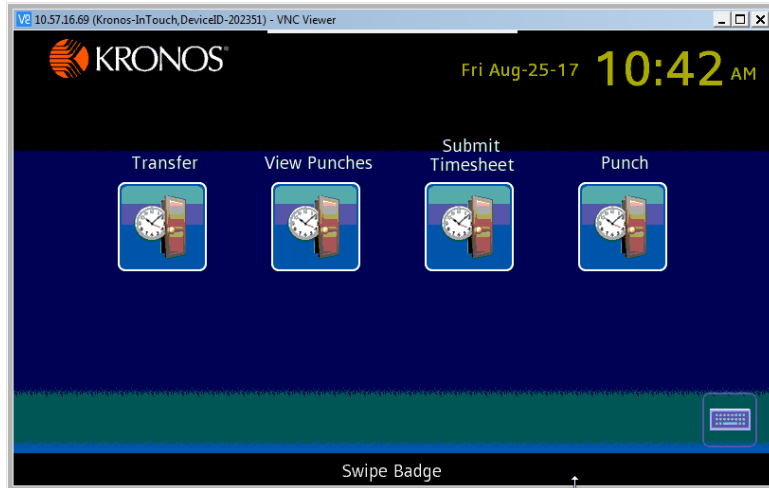 10.57.16.69 (Kronos-InTouch,DeviceID-202351) - VNC Viewer
KRONOS
Fri Aug-25-17 10:42 AM
Transfer
View Punches
Submit
Timesheet
Punch
Swipe Badge